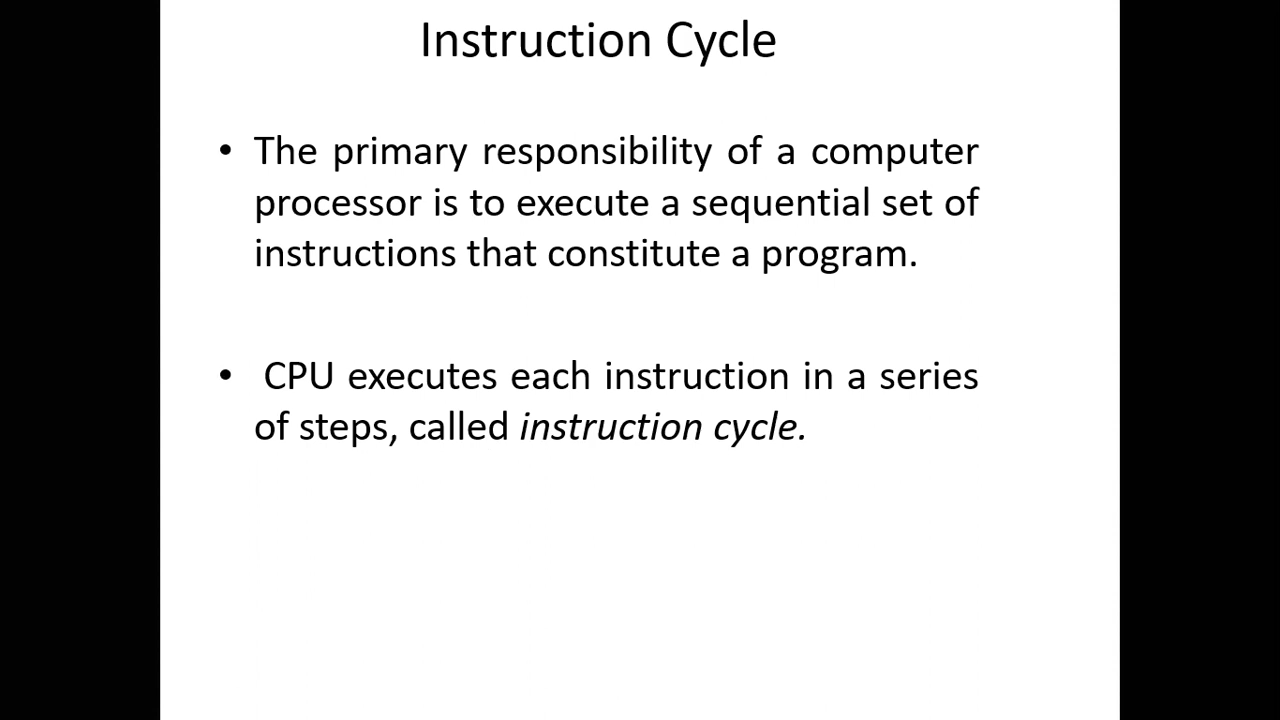 Instruction Cycle
• The primary responsibility of a computer
processor is to execute a sequential set of
instructions that constitute a program.
• CPU executes each instruction in a series
of steps, called instruction cycle.